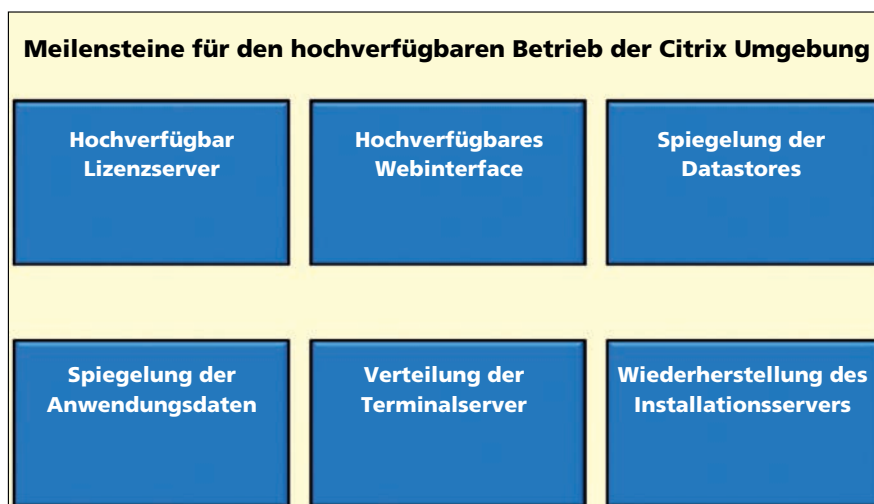 Meilensteine für den hochverfügbaren Betrieb der Citrix Umgebung
Hochverfügbar
Lizenzserver
Hochverfügbares
Webinterface
Spiegelung der
Datastores
Spiegelung der
Anwendungsdaten
Verteilung der
Terminalserver
Wiederherstellung des
Installationsservers